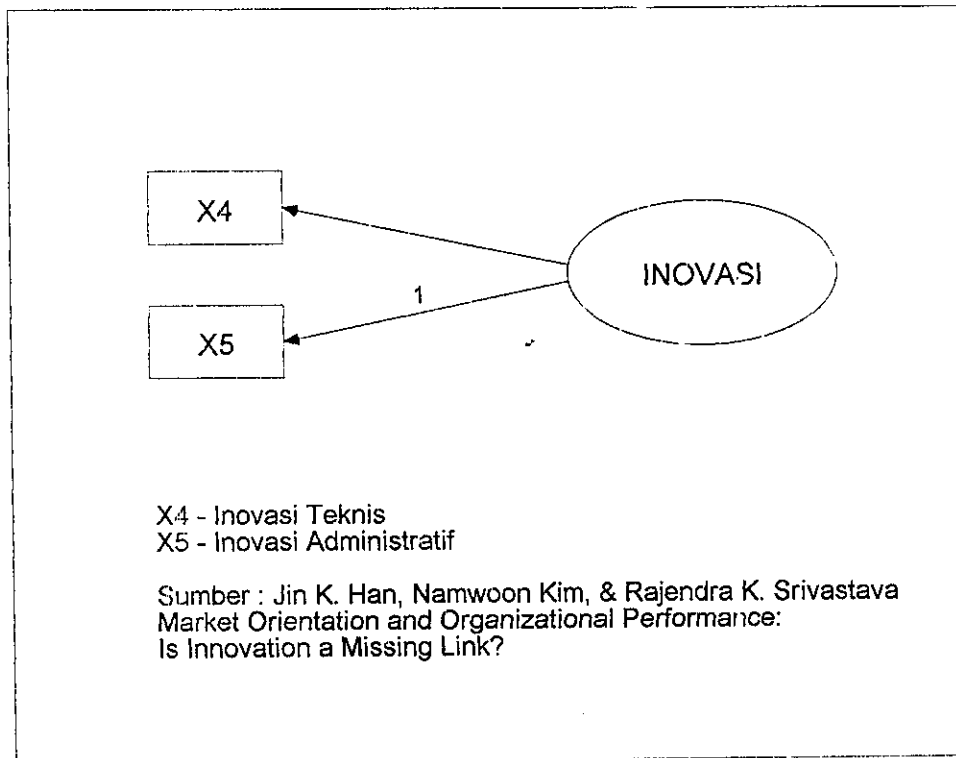 X4
INOVASI
1
X5
X4 - Inovasi Teknis
X5 - Inovasi Administratif
Sumber : Jin K. Han, Namwoon Kim, & Rajendra K. Srivastava
Market Orientation and Organizational Performance:
Is Innovation a Missing Link?